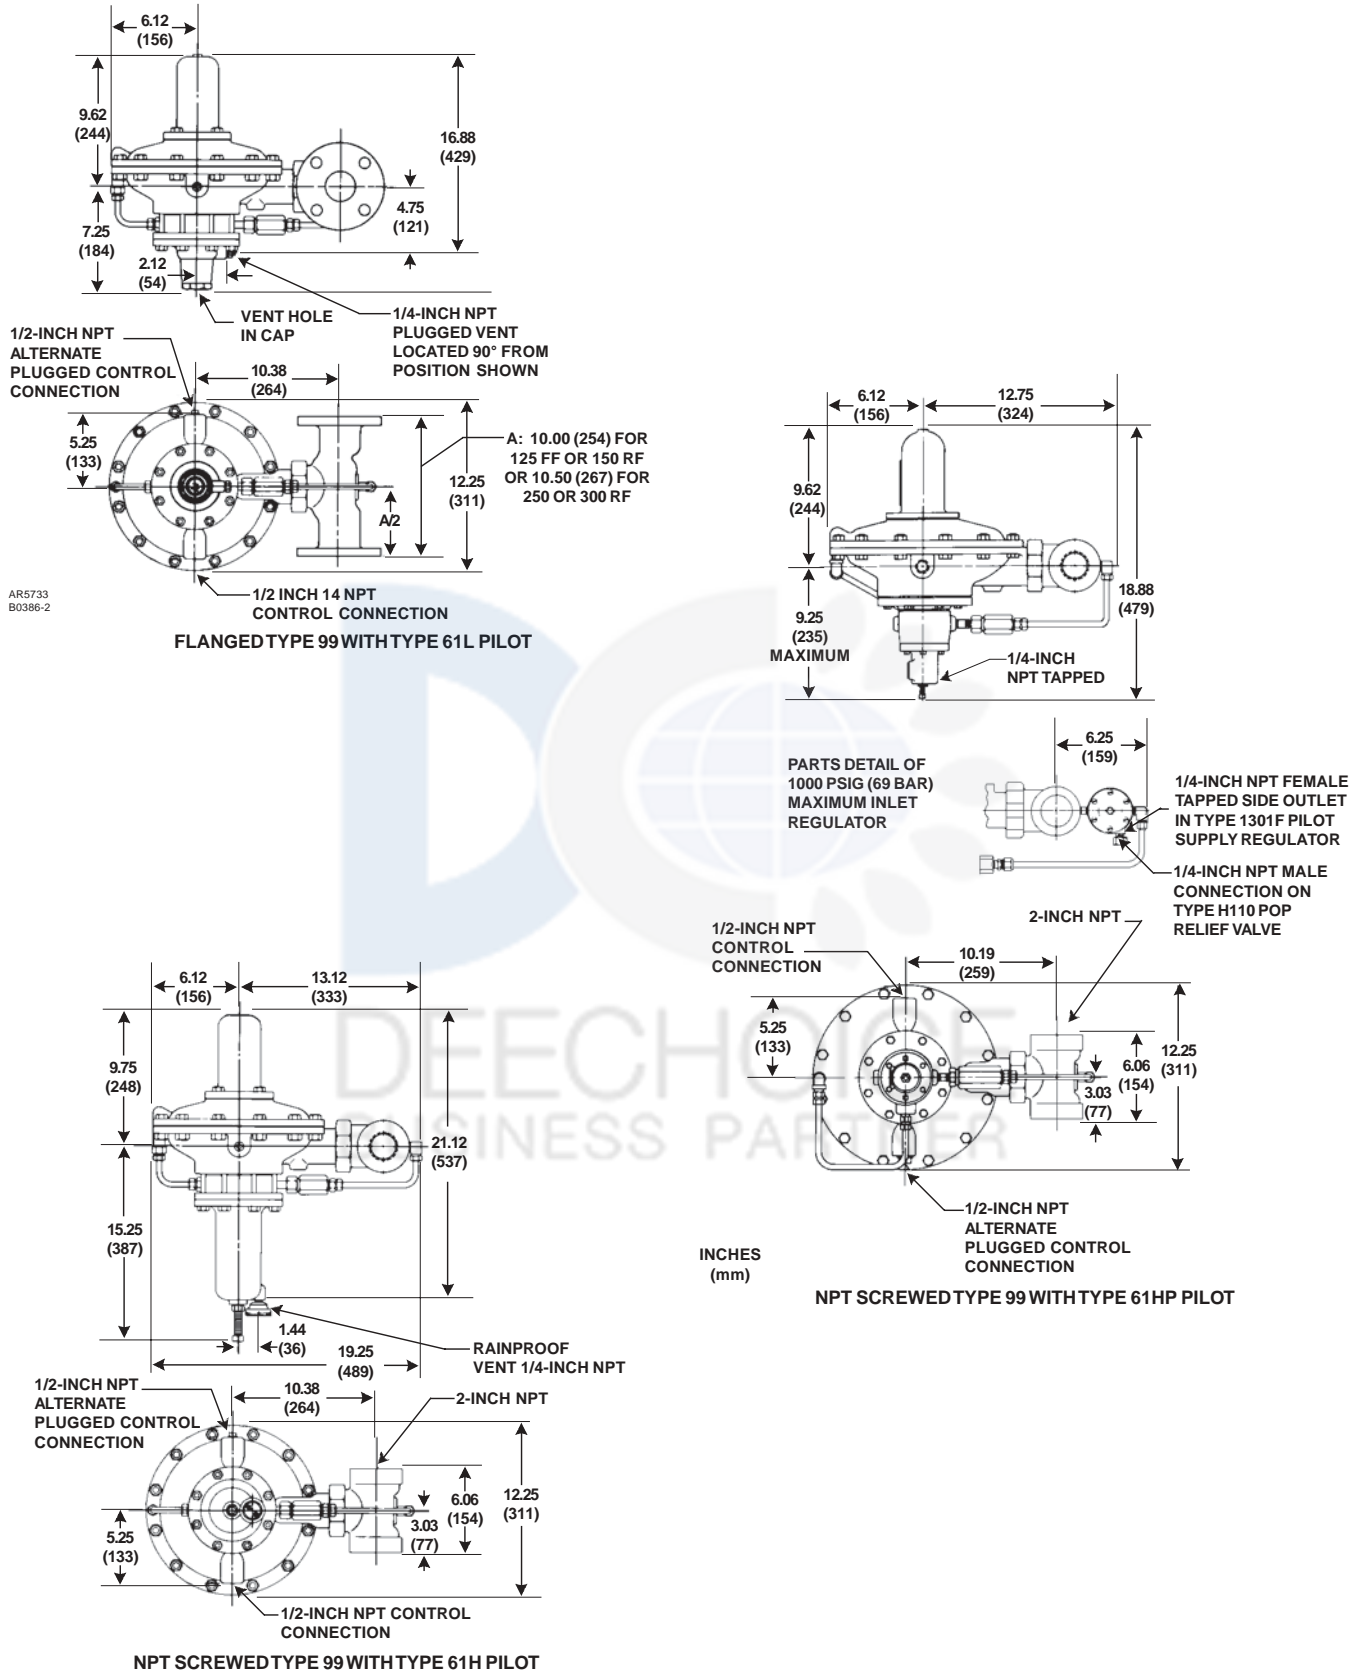 6.12
(156)
9.62
(244)
16.88
(429)
4.75
(121)
7.25
(184)
2.12
(54)
VENT HOLE
IN CAP
1/4-INCH NPT
PLUGGED VENT
LOCATED 90° FROM
POSITION SHOWN
1/2-INCH NPT
ALTERNATE
PLUGGED CONTROL
CONNECTION
10.38
(264)
5.25
(133)
A: 10.00 (254) FOR
125 FF OR 150 RF
OR 10.50 (267) FOR
250 OR 300 RF
12.25
(311)
A/2
AR5733
B0386-2
1/2 INCH 14 NPT
CONTROL CONNECTION
FLANGED TYPE 99 WITH TYPE 61L PILOT
6.12
(156)
12.75
(324)
9.62
(244)
18.88
(479)
9.25
(235)
MAXIMUM
1/4-INCH
NPT TAPPED
6.25
(159)
PARTS DETAIL OF
1000 PSIG (69 BAR)
MAXIMUM INLET
REGULATOR
1/4-INCH NPT FEMALE
TAPPED SIDE OUTLET
IN TYPE 1301F PILOT
SUPPLY REGULATOR
1/4-INCH NPT MALE
CONNECTION ON
TYPE H110 POP
RELIEF VALVE
2-INCH NPT
1/2-INCH NPT
CONTROL
CONNECTION
10.19
(259)
5.25
(133)
12.25
(311)
6.06
(154)
3.03
(77)
1/2-INCH NPT
ALTERNATE
PLUGGED CONTROL
CONNECTION
INCHES
(mm)
NPT SCREWED TYPE 99 WITH TYPE 61HP PILOT
6.12
(156)
13.12
(333)
9.75
(248)
21.12
(537)
15.25
(387)
1.44
(36)
19.25
(489)
RAINPROOF
VENT 1/4-INCH NPT
1/2-INCH NPT
ALTERNATE
PLUGGED CONTROL
CONNECTION
10.38
(264)
2-INCH NPT
6.06
(154)
12.25
(311)
3.03
(77)
5.25
(133)
1/2-INCH NPT CONTROL
CONNECTION
NPT SCREWED TYPE 99 WITH TYPE 61H PILOT
DEECHOICE
BUSINESS PARTNER